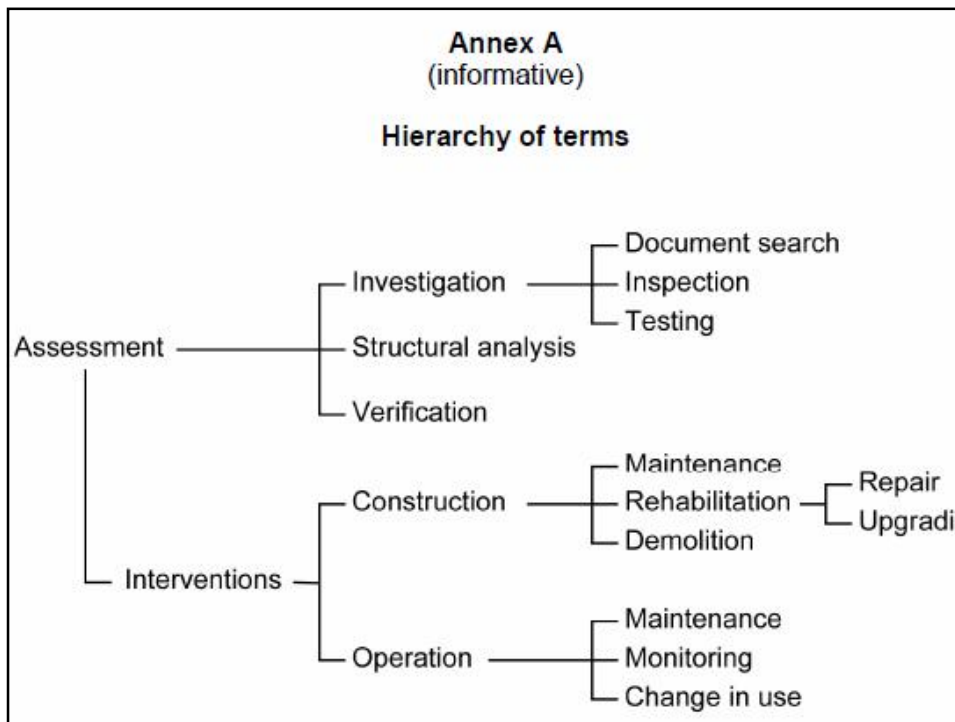 Annex A
(informative)
Hierarchy of terms
Document search
Investigation
Inspection
Testing
Assessment
Structural analysis
Verification
Maintenance
Construction
Rehabilitation
Repair
Upgradi
Demolition
Interventions
Maintenance
Operation
Monitoring
Change in use